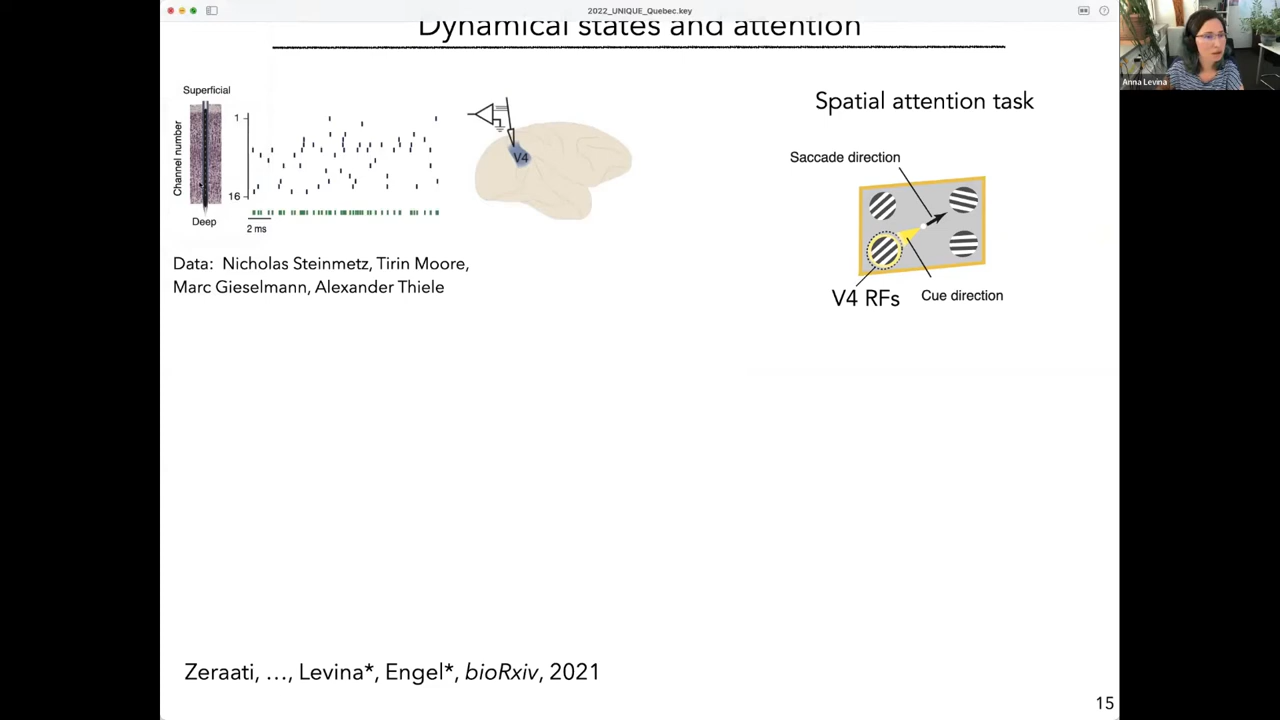 2022_UNIQUE_Quebec.key
Dynamical states and attention
Anna Levina
Superficial
Channel number
1
16
Deep
2 ms
V4
Data: Nicholas Steinmetz, Tirin Moore,
Marc Gieselmann, Alexander Thiele
Spatial attention task
Saccade direction
V4 RFs
Cue direction
Zeraati, …, Levina*, Engel*, bioRxiv, 2021
15